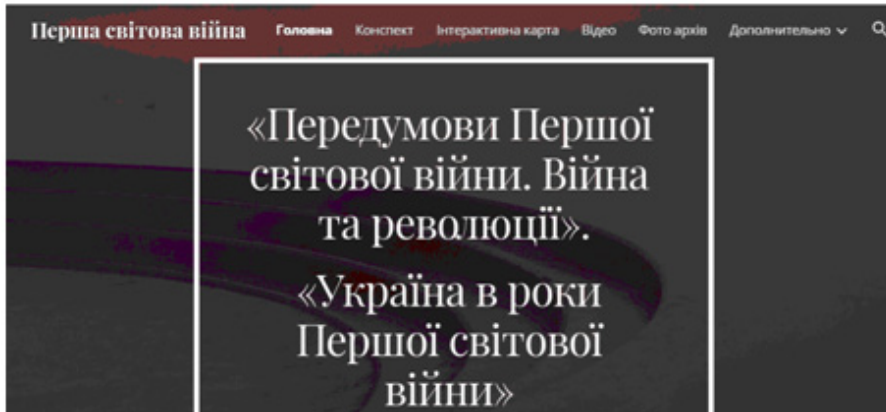 Перша світова війна Головна Конспект Інтерактивна карта Відео Фото архів Дополнительно
«Передумови Першої
світової війни. Війна
та революції».
«Україна в роки
Першої світової
війни»